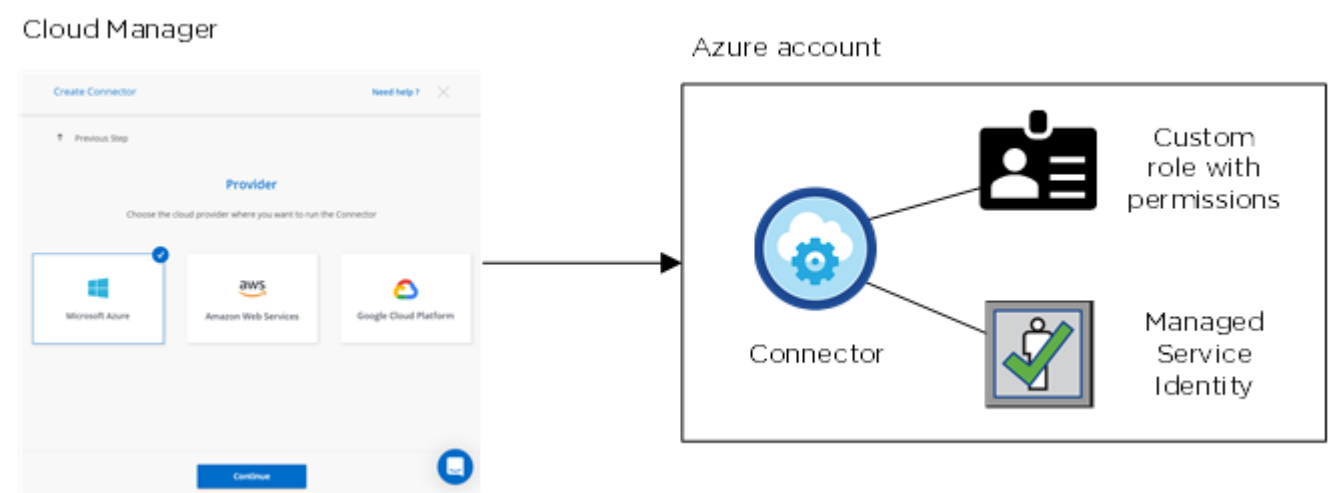 Cloud Manager
Create Connector
Need help ?
Previous Step
Provider
Choose the cloud provider where you want to run the Connector
Microsoft Azure
aws
Amazon Web Services
Google Cloud Platform
Continue
Azure account
Connector
Custom
role with
permissions
Managed
Service
Identity